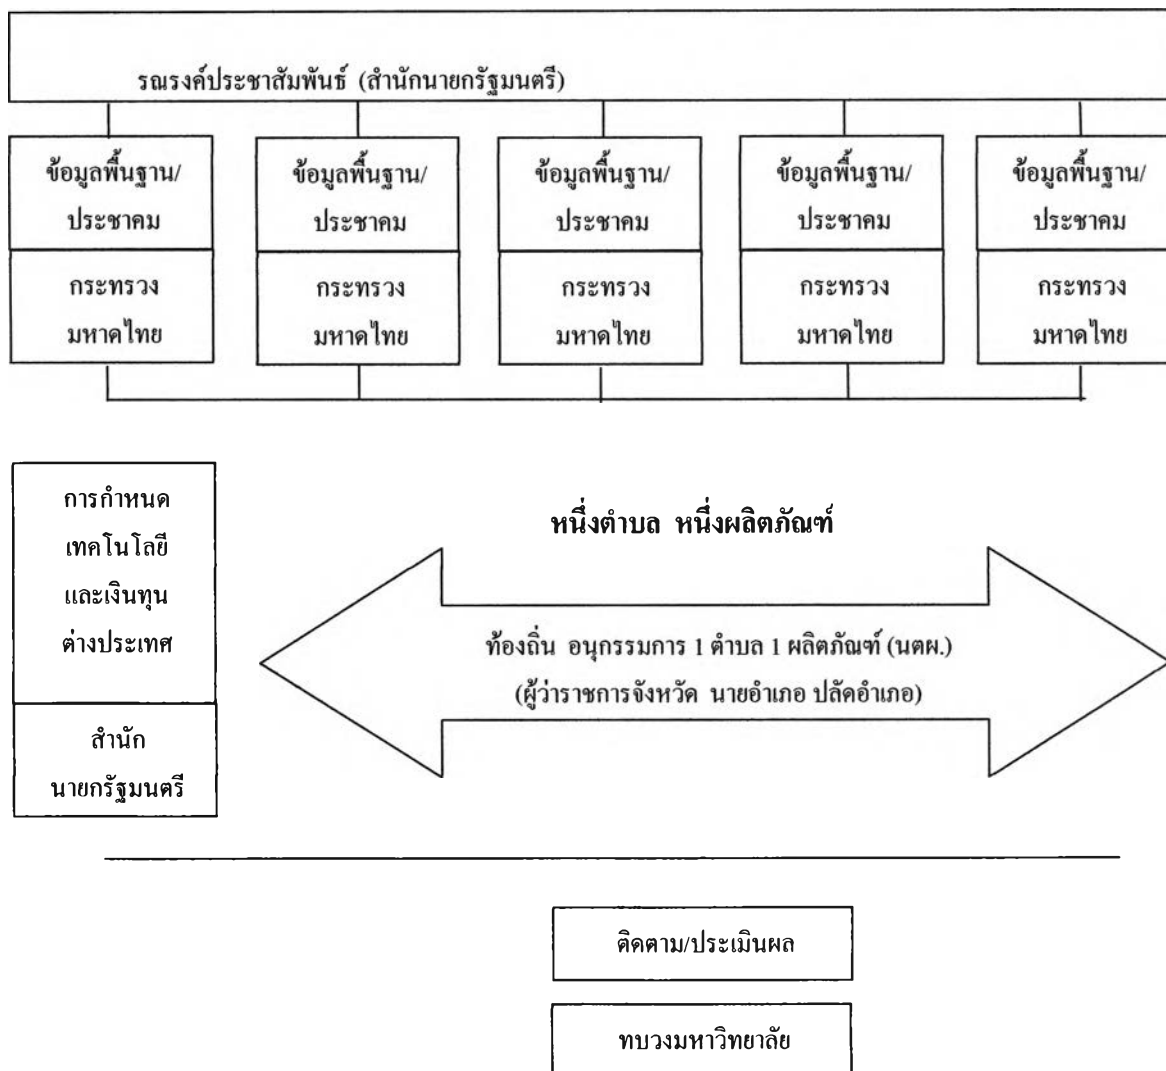 รณรงค์ประชาสัมพันธ์ (สำนักนายกรัฐมนตรี)
ข้อมูลพื้นฐาน/
ประชาคม
กระทรวง
มหาดไทย
ข้อมูลพื้นฐาน/
ประชาคม
กระทรวง
มหาดไทย
ข้อมูลพื้นฐาน/
ประชาคม
กระทรวง
มหาดไทย
ข้อมูลพื้นฐาน/
ประชาคม
กระทรวง
มหาดไทย
ข้อมูลพื้นฐาน/
ประชาคม
กระทรวง
มหาดไทย
การกำหนด
เทคโนโลยี
และเงินทุน
ต่างประเทศ
สำนัก
นายกรัฐมนตรี
หนึ่งตำบล หนึ่งผลิตภัณฑ์
ท้องถิ่น อนุกรรมการ 1 ตำบล 1 ผลิตภัณฑ์ (นตผ.)
(ผู้ว่าราชการจังหวัด นายอำเภอ ปลัดอำเภอ)
ติดตาม/ประเมินผล
ทบวงมหาวิทยาลัย